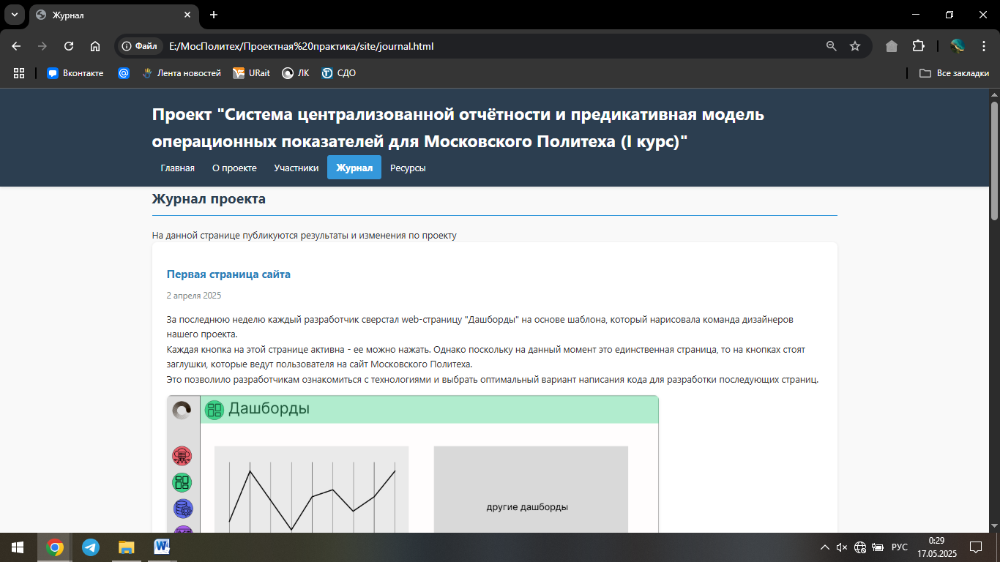 Журнал
Файл
E:/МосПолитех/Проектная%20практика/site/journal.html
Вконтакте
Лента новостей
URait
ЛК
СДО
Все закладки
Проект "Система централизованной отчётности и предикативная модель
операционных показателей для Московского Политеха (I курс)"
Главная
О проекте
Участники
Журнал
Ресурсы
Журнал проекта
На данной странице публикуются результаты и изменения по проекту
Первая страница сайта
2 апреля 2025
За последнюю неделю каждый разработчик сверстал web-страницу "Дашборды" на основе шаблона, который нарисовала команда дизайнеров
нашего проекта.
Каждая кнопка на этой странице активна - ее можно нажать. Однако поскольку на данный момент это единственная страница, то на кнопках стоят
заглушки, которые ведут пользователя на сайт Московского Политеха.
Это позволило разработчикам ознакомиться с технологиями и выбрать оптимальный вариант написания кода для разработки последующих страниц.
Дашборды
другие дашборды
РУС
0:29
17.05.2025